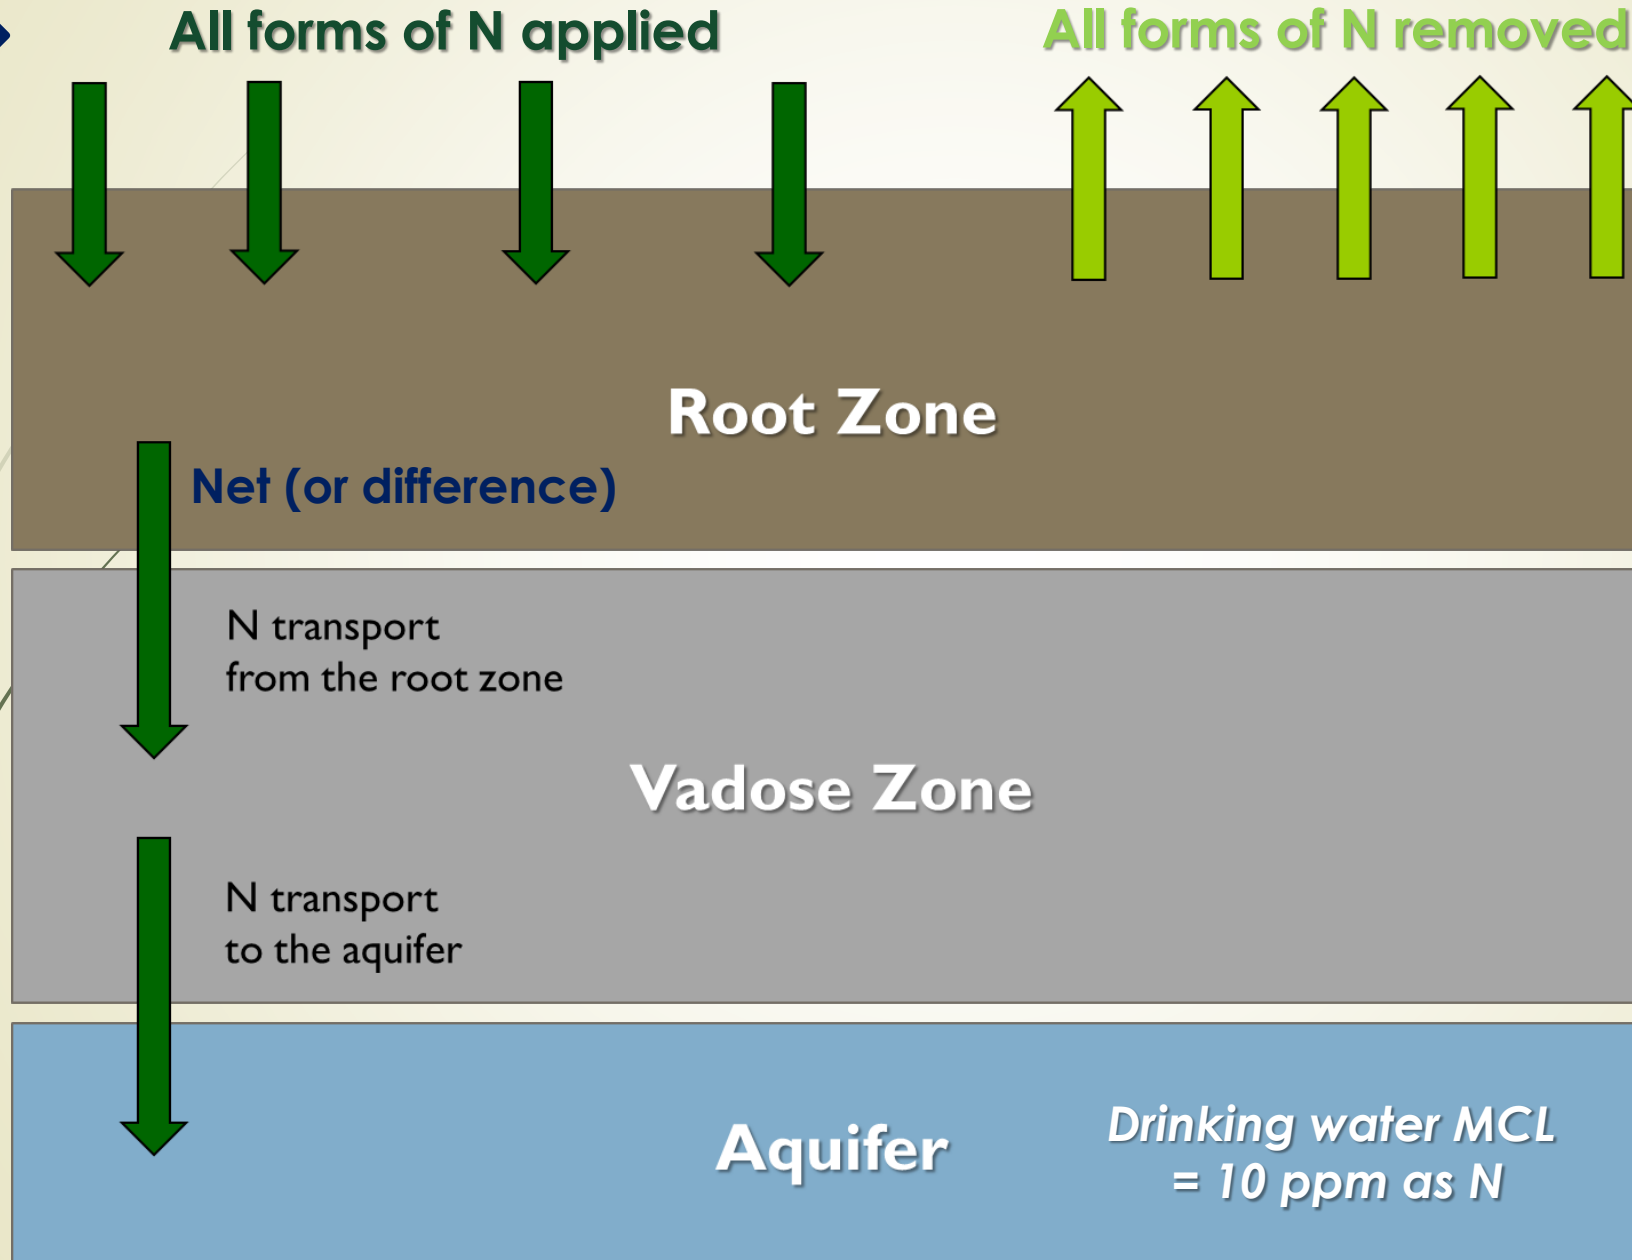 All forms of N applied
All forms of N removed
Root Zone
Net (or difference)
N transport
from the root zone
Vadose Zone
N transport
to the aquifer
Aquifer
Drinking water MCL
= 10 ppm as N